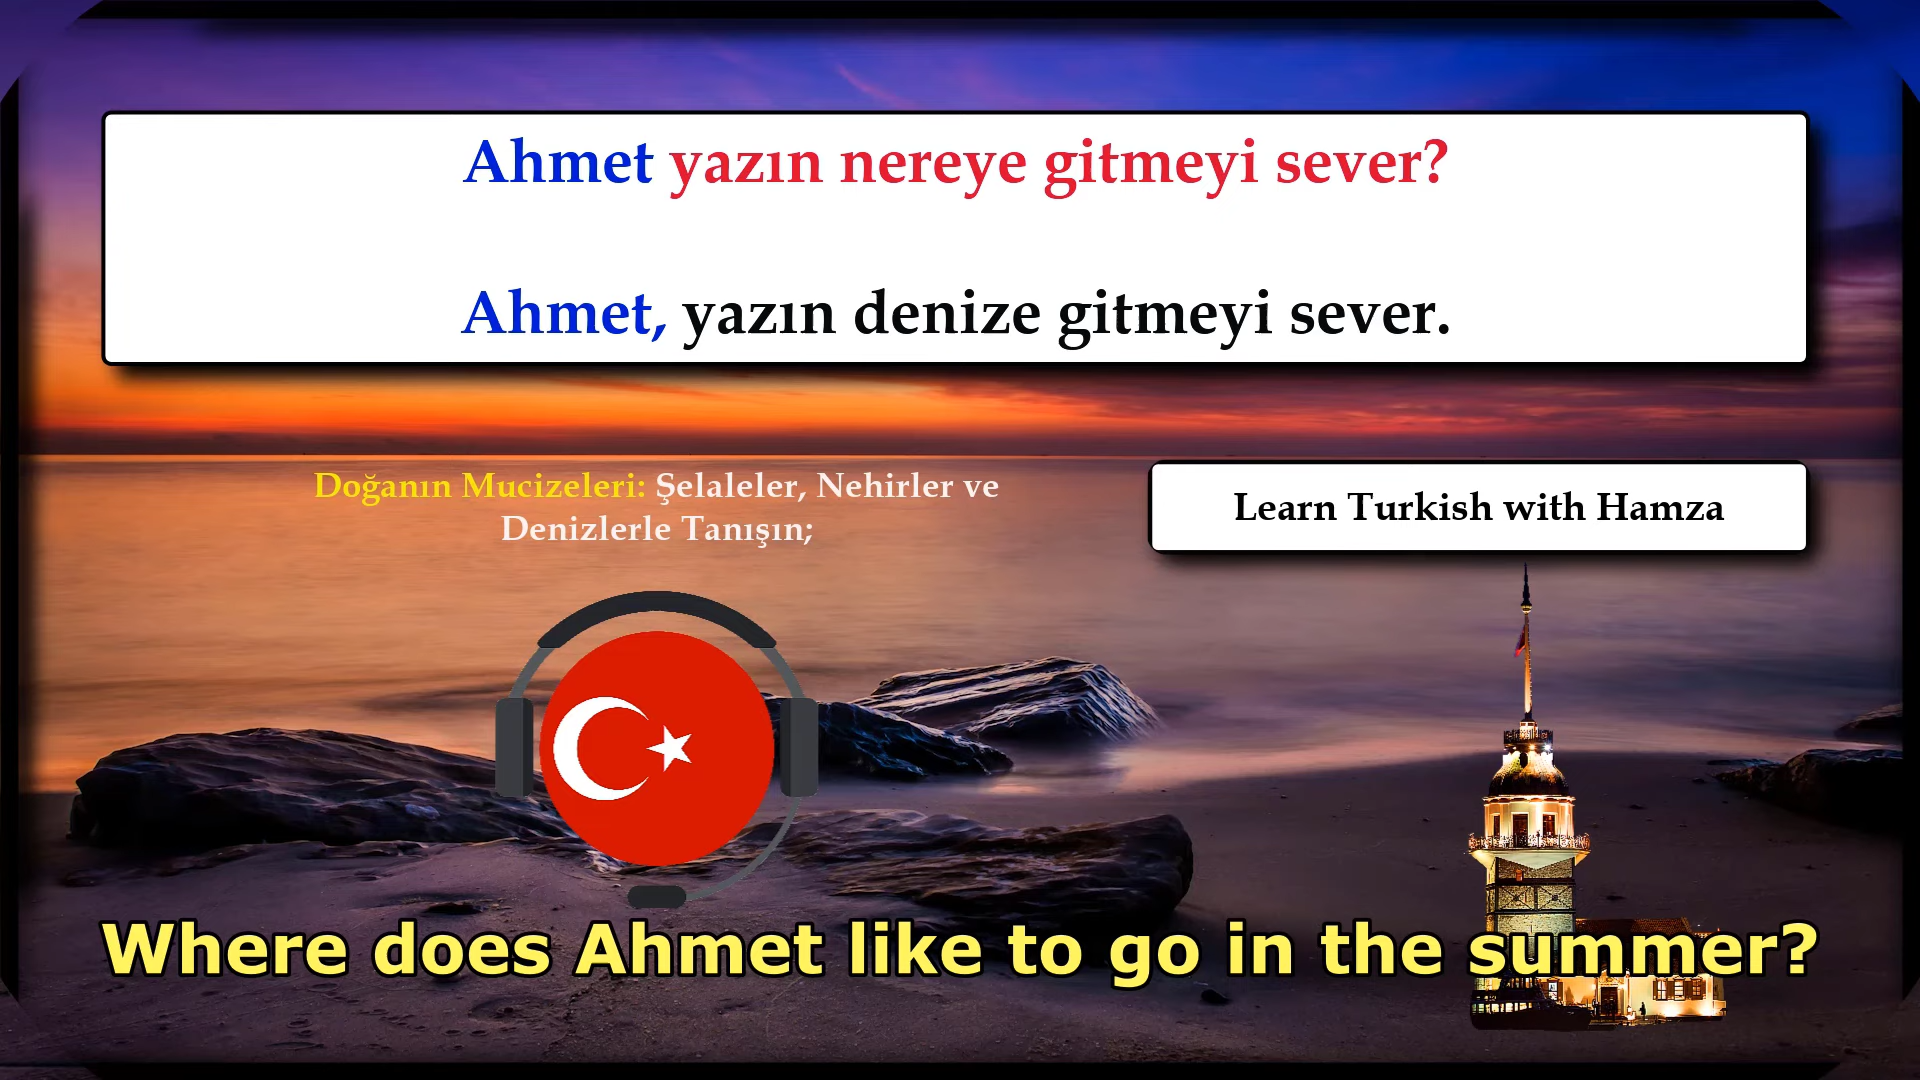 Ahmet yazın nereye gitmeyi sever?
Ahmet, yazın denize gitmeyi sever.
Doğanın Mucizeleri: Şelaleler, Nehirler ve
Denizlerle Tanışın;
Learn Turkish with Hamza
Where does Ahmet like to go in the summer?